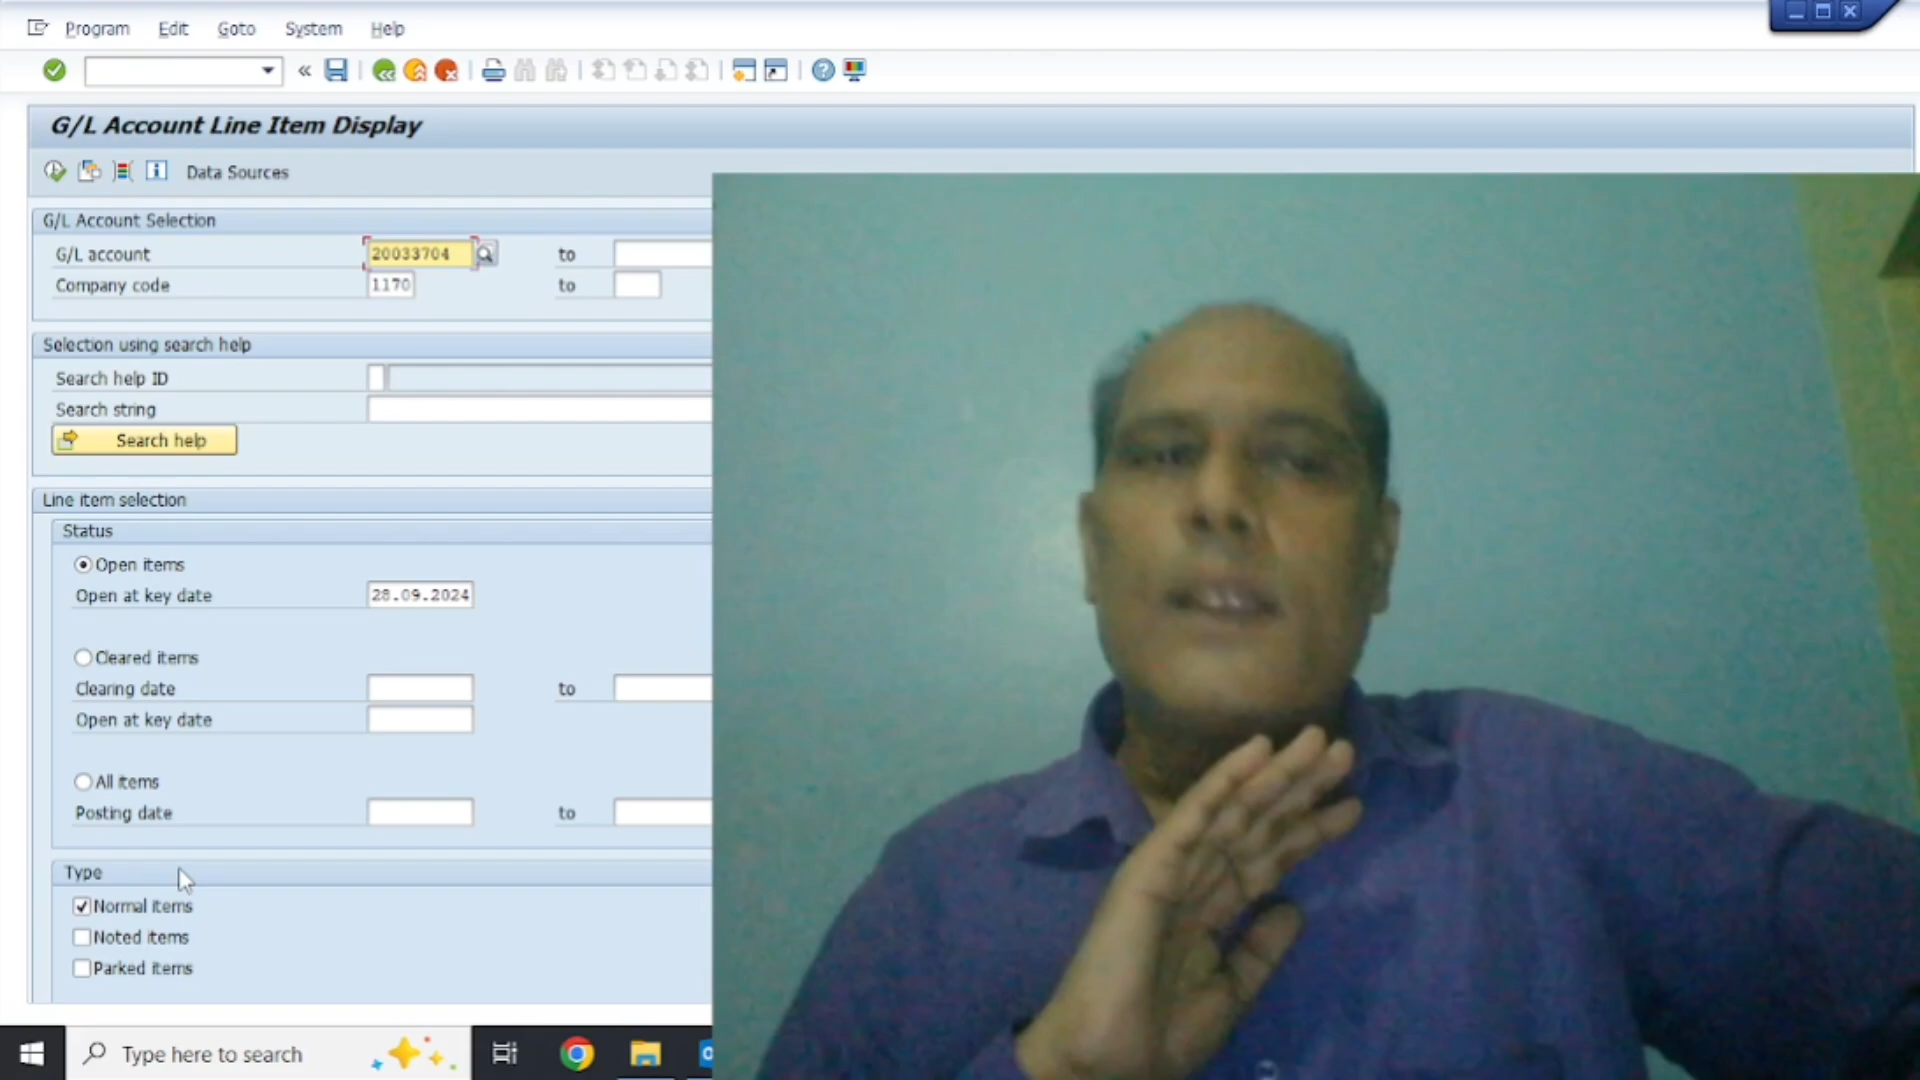 Program Edit Goto System Help
G/L Account Line Item Display
Data Sources
G/L Account Selection
G/L account 20033704 to
Company code 1170 to
Selection using search help
Search help ID
Search string
Search help
Line item selection
Status
Open items
Open at key date 28.09.2024
Cleared items
Clearing date to
Open at key date
All items
Posting date to
Type
Normal items
Noted items
Parked items
Type here to search